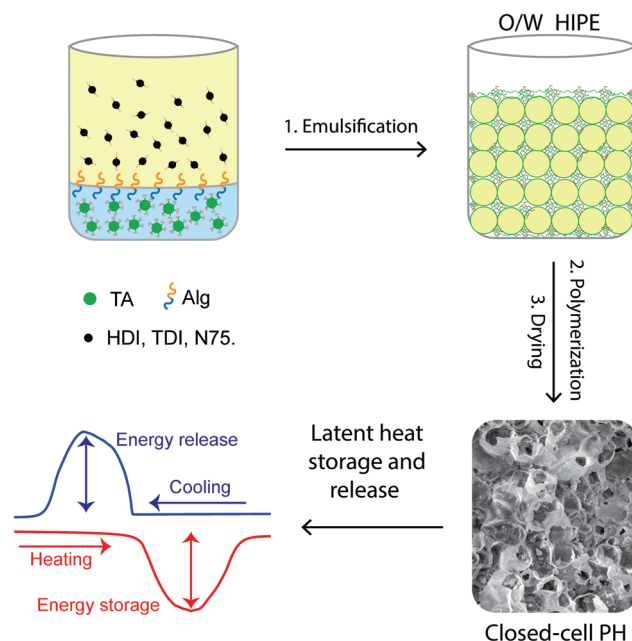 O/W HIPE
1. Emulsification
TA
Alg
HDI, TDI, N75.
2. Polymerization
3. Drying
Latent heat
storage and
release
Energy release
Cooling
Heating
Energy storage
Closed-cell PH